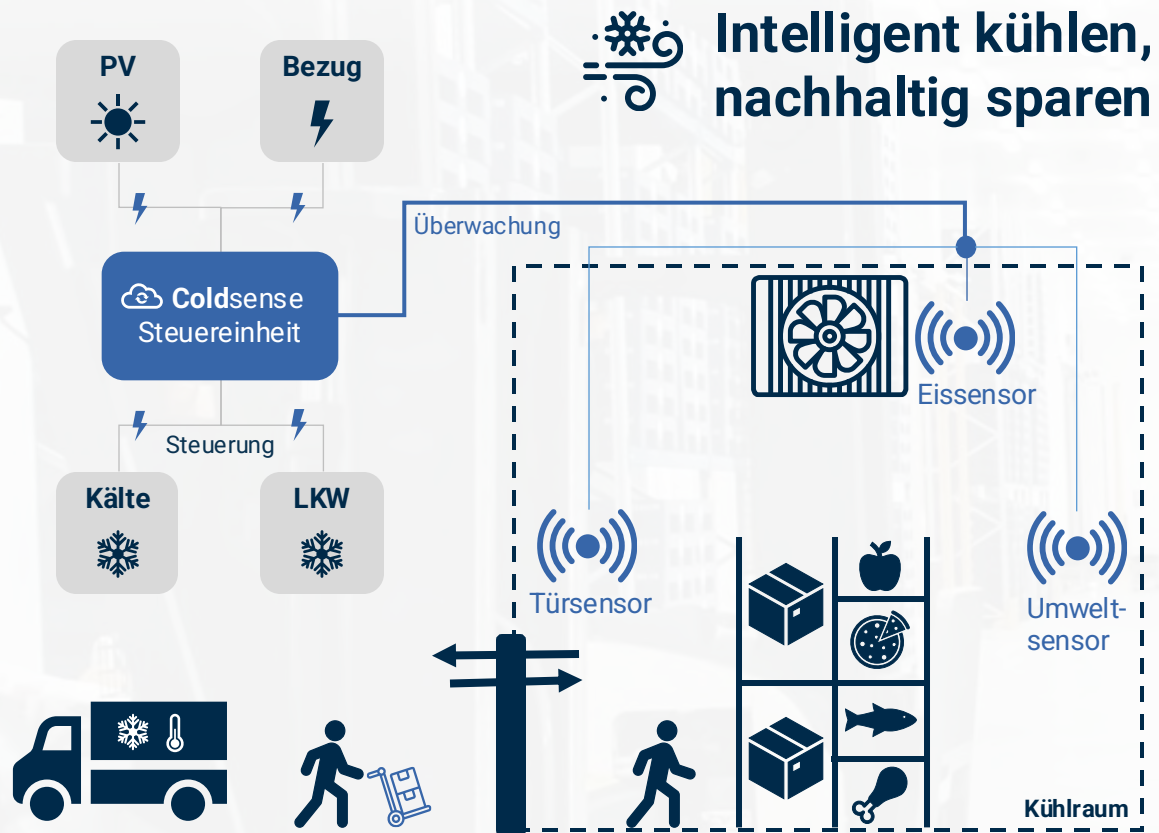 Intelligent kühlen,
nachhaltig sparen
PV
Bezug
Überwachung
Coldsense
Steuereinheit
Eissensor
Steuerung
Kälte
LKW
Türsensor
Umwelt-
sensor
Kühlraum